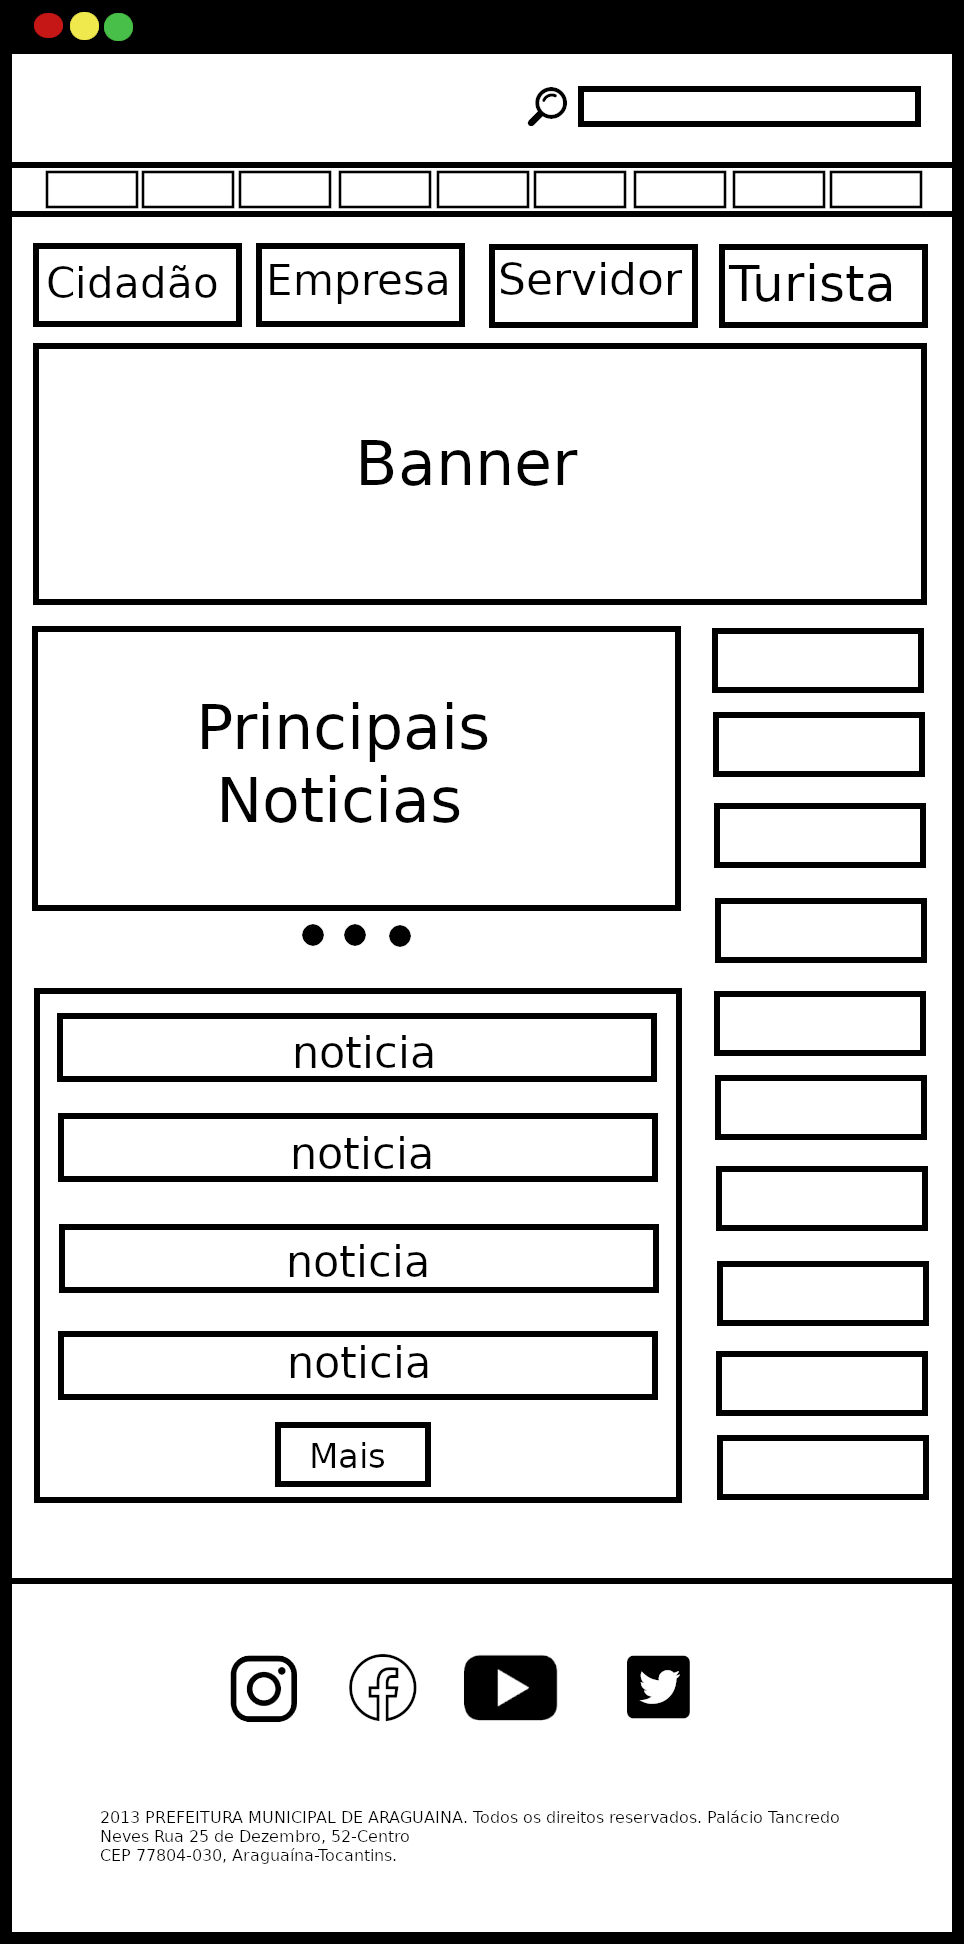 Cidadão
Empresa
Servidor
Turista
Banner
Principais
Noticias
noticia
noticia
noticia
noticia
Mais
2013 PREFEITURA MUNICIPAL DE ARAGUAINA. Todos os direitos reservados. Palácio Tancredo
Neves Rua 25 de Dezembro, 52-Centro
CEP 77804-030, Araguaína-Tocantins.